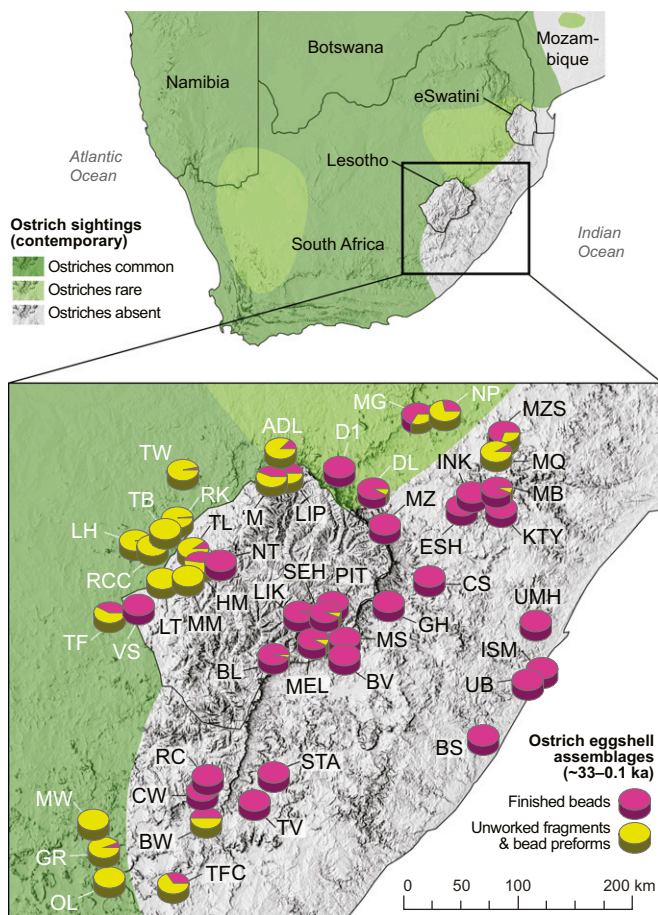 Mozam-
bique
Botswana
Namibia
eSwatini
Atlantic
Ocean
Lesotho
Ostrich sightings
(contemporary)
Indian
Ocean
South Africa
Ostriches common
Ostriches rare
Ostriches absent
MG
NP
MZS
ADL
D1
TW
DL
INK
MQ
TB
RK
TL
'M
LIP
MZ
MB
LH
ESH
KTY
RCC
NT
SEH
PIT
CS
HM
LIK
UMH
TF
VS
LT
MM
GH
MS
ISM
BL
MEL
BV
UB
RC
STA
BS
Ostrich eggshell
assemblages
(~33–0.1 ka)
MW
CW
Finished beads
BW
TV
Unworked fragments
& bead preforms
GR
TFC
OL
0 50 100 200 km